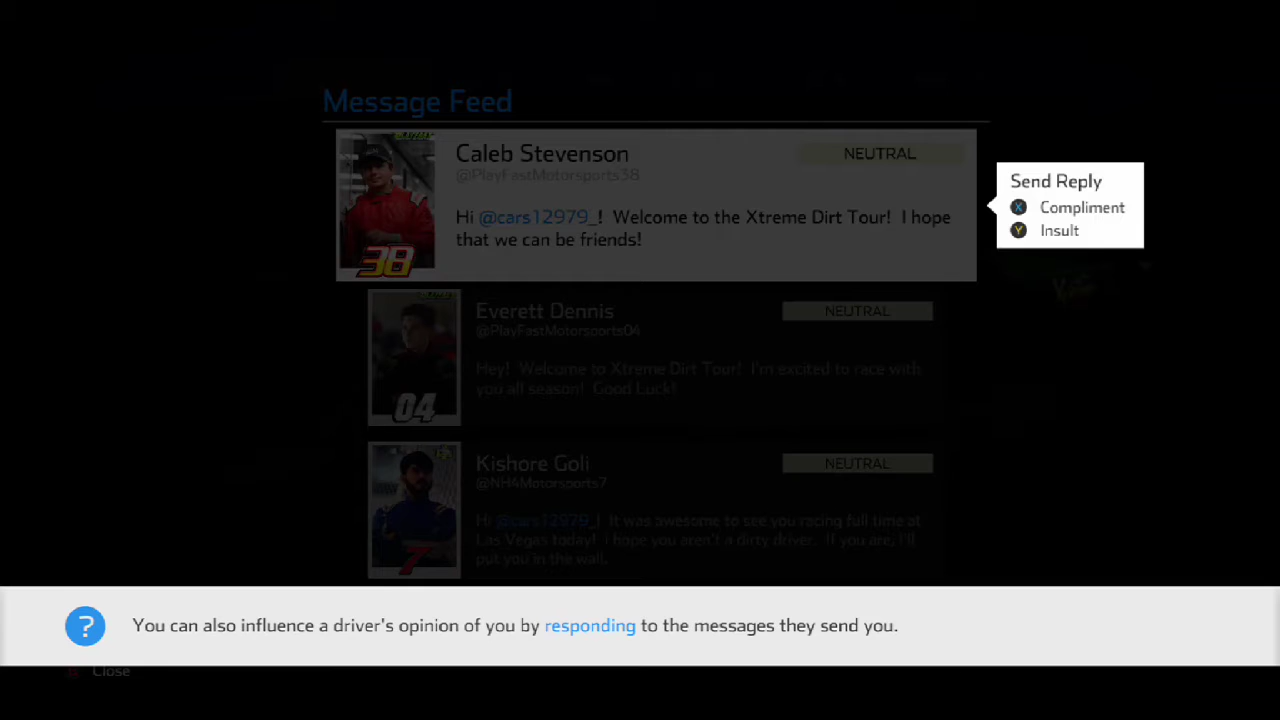 Message Feed
Caleb Stevenson
NEUTRAL
@PlayFastMotorsports38
Hi @cars12979_! Welcome to the Xtreme Dirt Tour! I hope
that we can be friends!
38
Send Reply
X Compliment
Y Insult
Everett Dennis
NEUTRAL
@PlayFastMotorsports04
Hey! Welcome to Xtreme Dirt Tour! I'm excited to race with
you all season! Good Luck!
04
Kishore Goli
NEUTRAL
@NH4Motorsports7
Hi @cars12979_! It was awesome to see you racing full time at
Las Vegas today! I hope you aren't a dirty driver. If you are, I'll
put you in the wall.
7
? You can also influence a driver's opinion of you by responding to the messages they send you.
Close